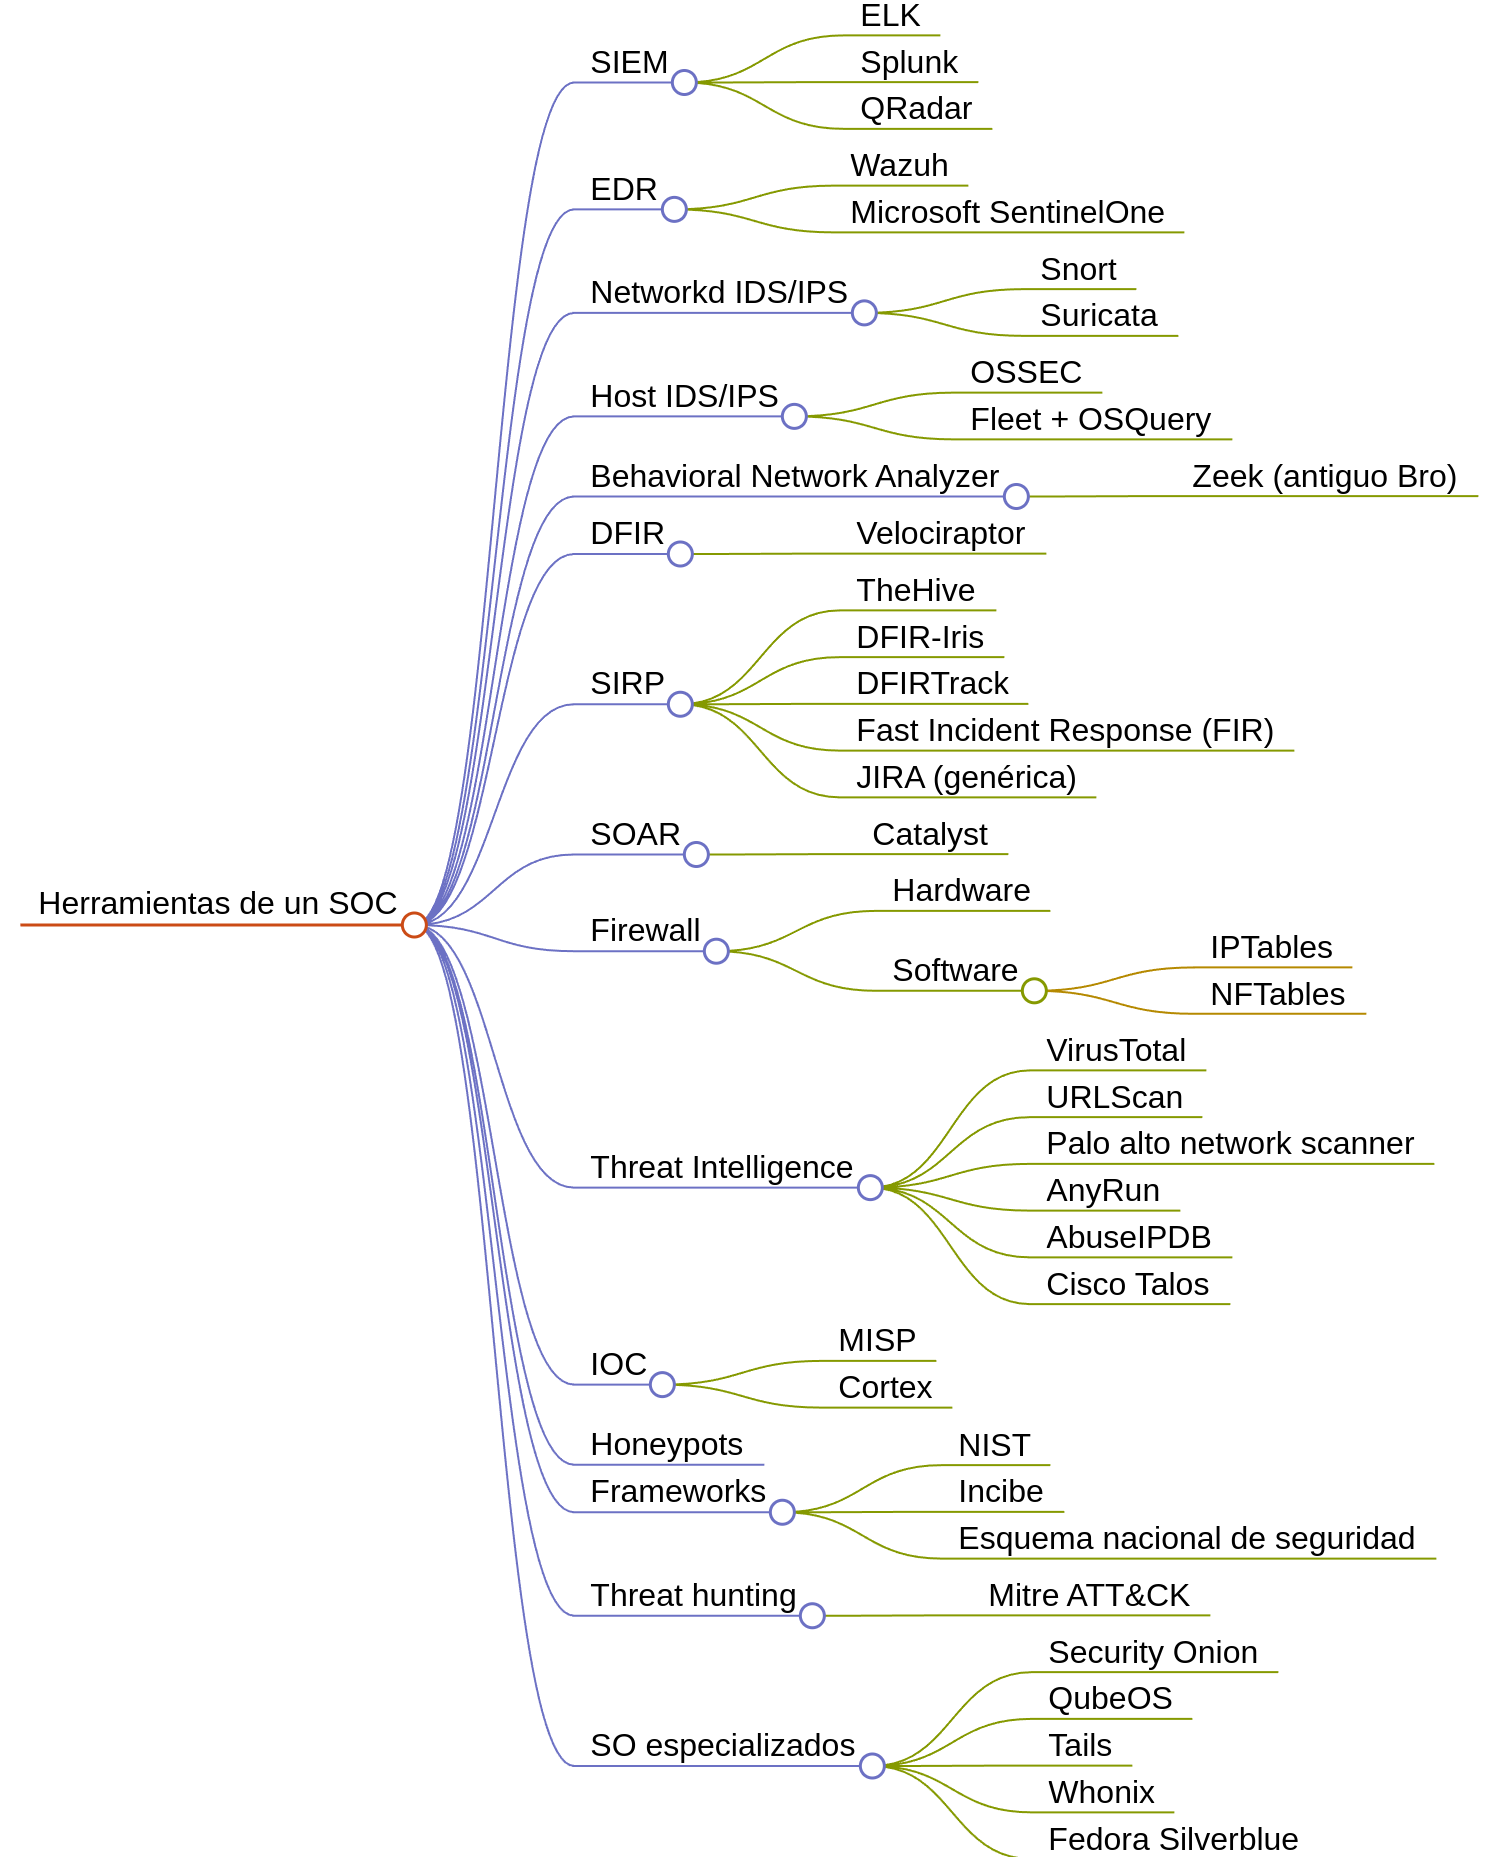 Herramientas de un SOC
SIEM
ELK
Splunk
QRadar
EDR
Wazuh
Microsoft SentinelOne
Networkd IDS/IPS
Snort
Suricata
Host IDS/IPS
OSSEC
Fleet + OSQuery
Behavioral Network Analyzer
Zeek (antiguo Bro)
DFIR
Velociraptor
SIRP
TheHive
DFIR-Iris
DFIRTrack
Fast Incident Response (FIR)
JIRA (genérica)
SOAR
Catalyst
Firewall
Hardware
Software
IPTables
NFTables
Threat Intelligence
VirusTotal
URLScan
Palo alto network scanner
AnyRun
AbuseIPDB
Cisco Talos
IOC
MISP
Cortex
Honeypots
Frameworks
NIST
Incibe
Esquema nacional de seguridad
Threat hunting
Mitre ATT&CK
SO especializados
Security Onion
QubeOS
Tails
Whonix
Fedora Silverblue